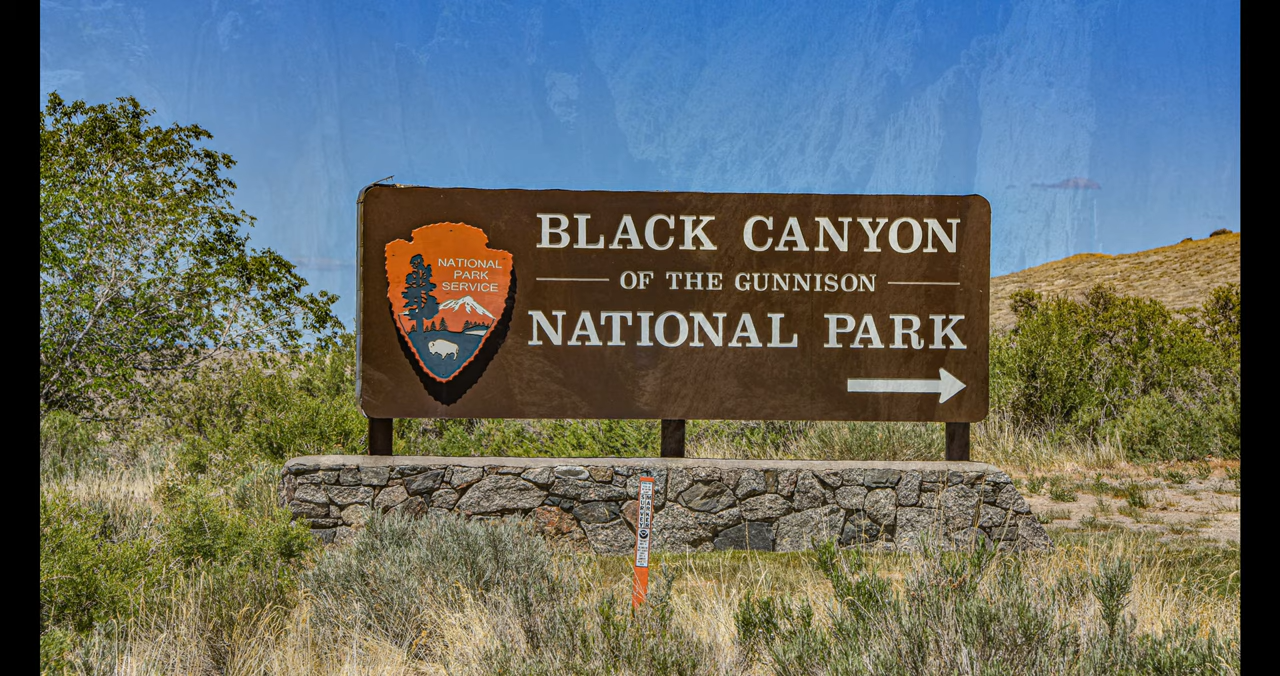 NATIONAL
PARK
SERVICE
BLACK CANYON
OF THE GUNNISON
NATIONAL PARK